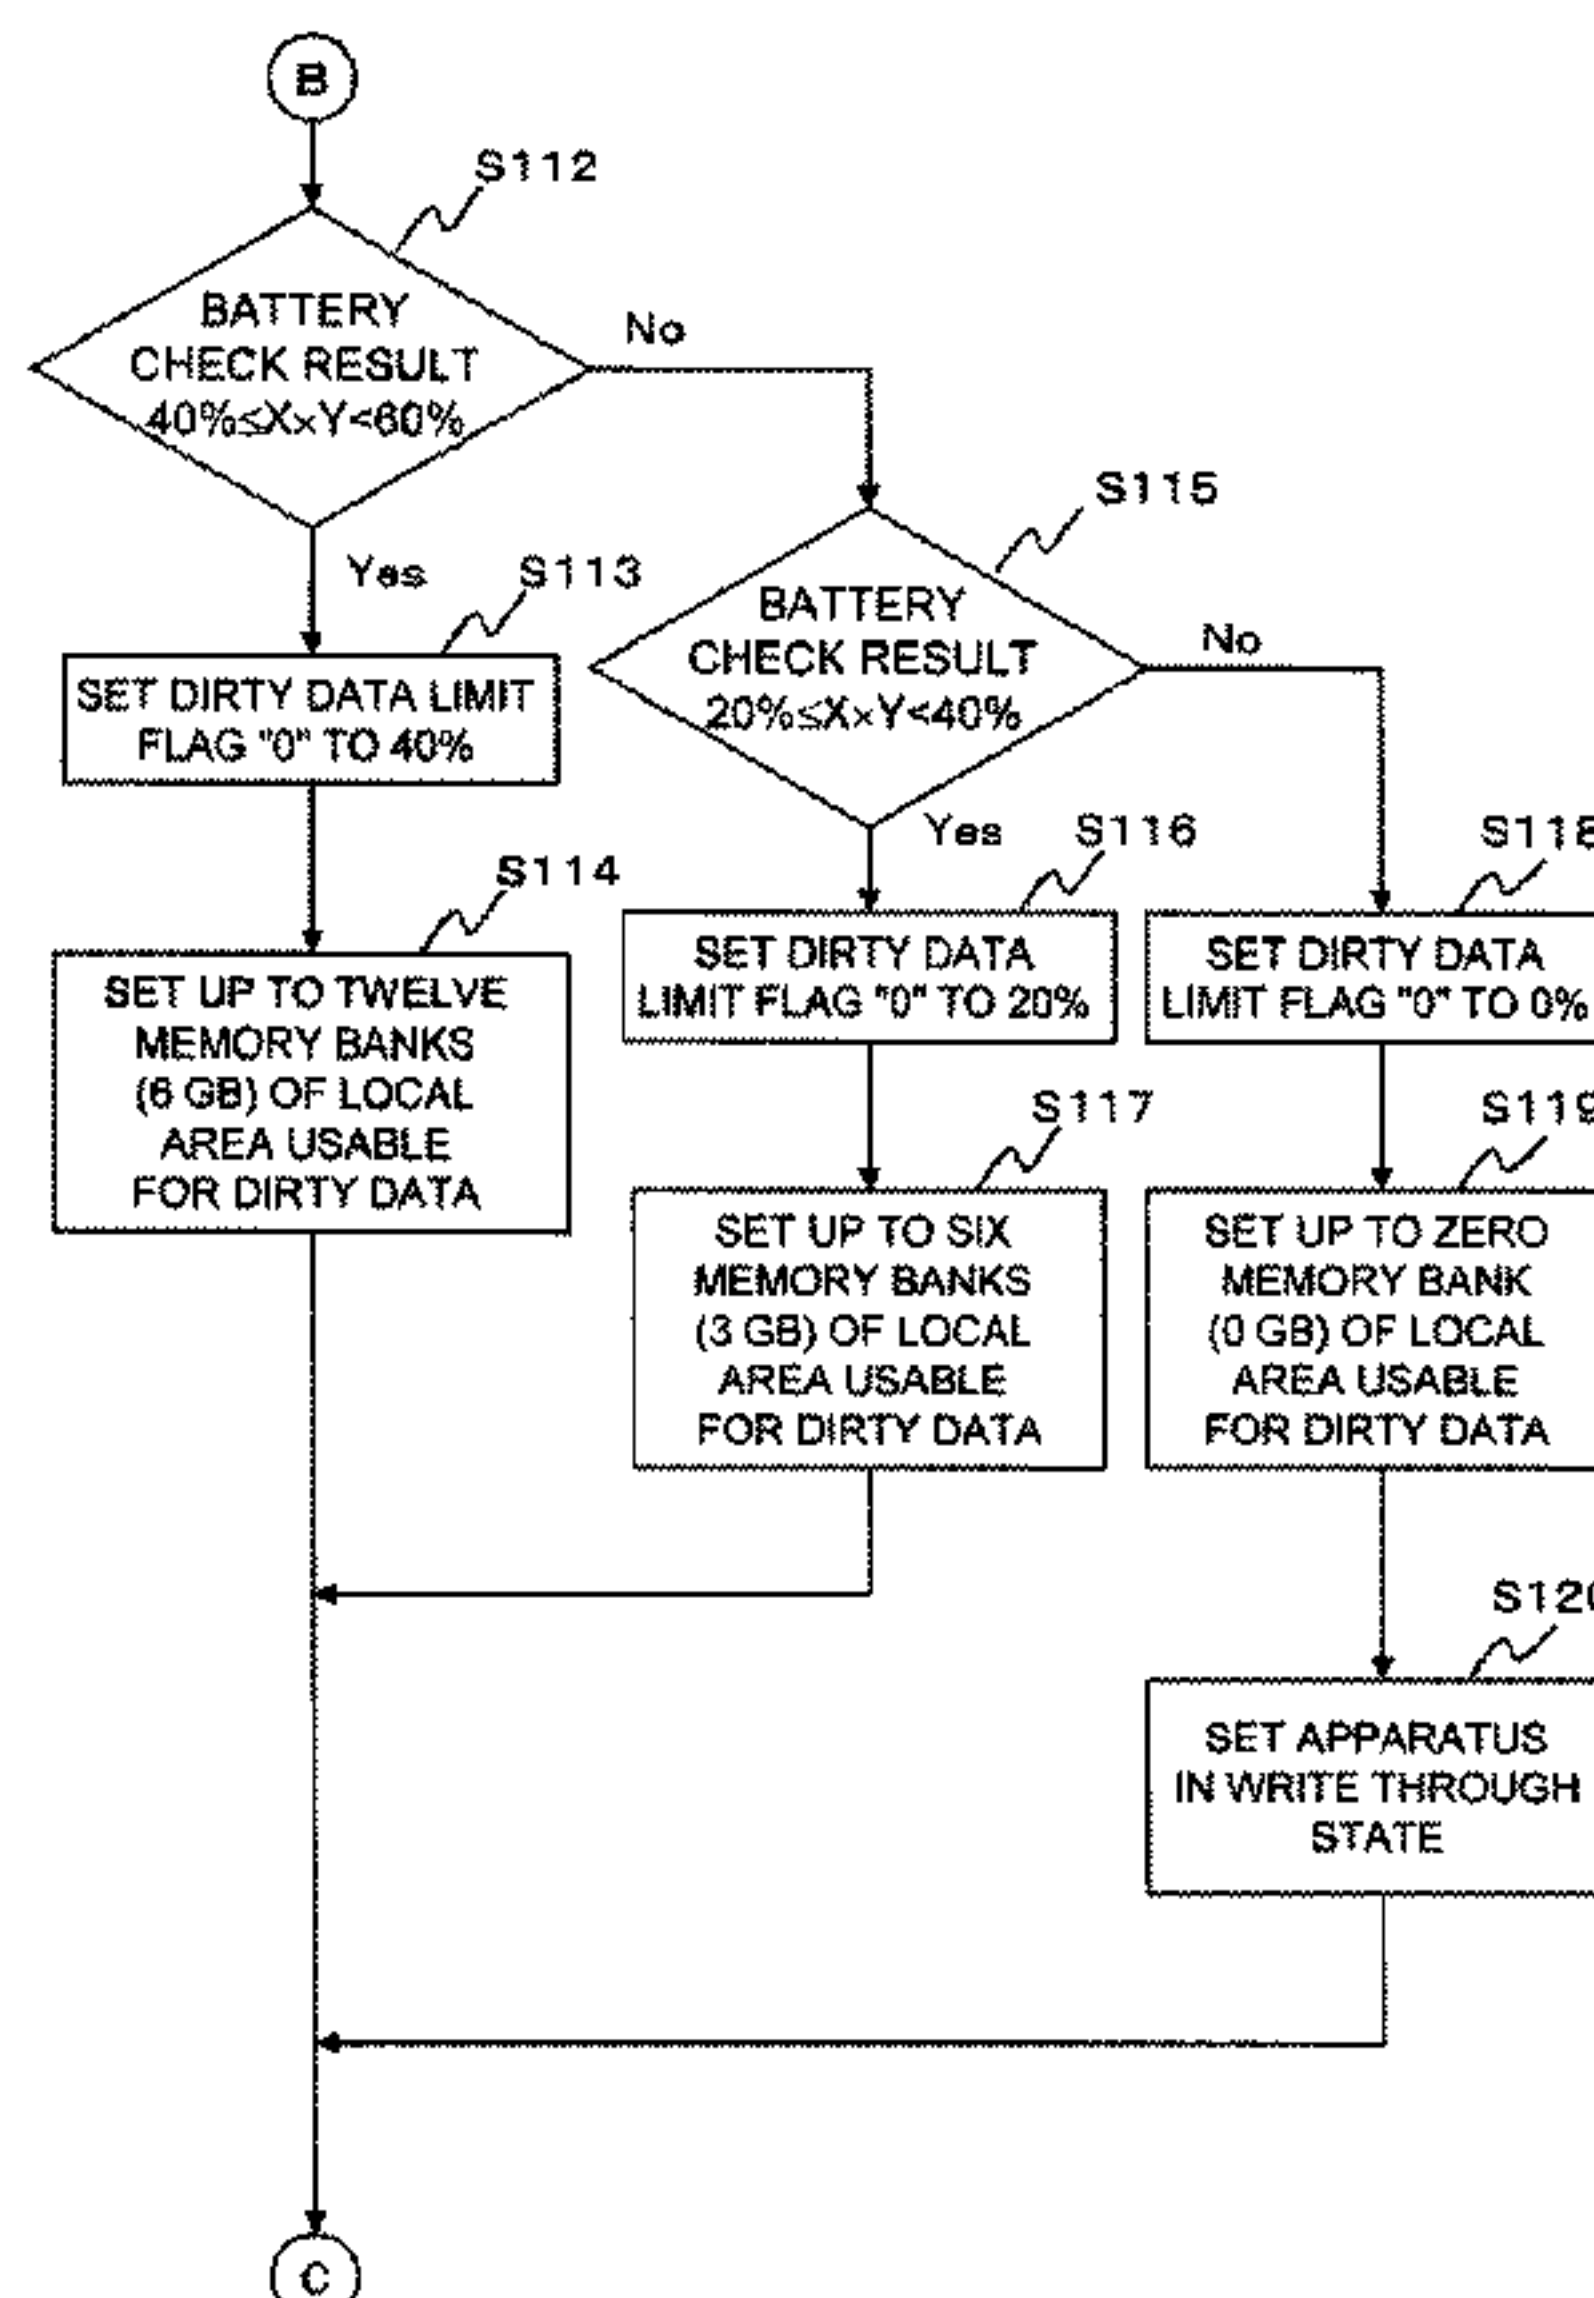 B
S112
BATTERY
CHECK RESULT
40%≤X×Y<60%
No
Yes
S113
SET DIRTY DATA LIMIT
FLAG "0" TO 40%
S114
SET UP TO TWELVE
MEMORY BANKS
(6 GB) OF LOCAL
AREA USABLE
FOR DIRTY DATA
S115
BATTERY
CHECK RESULT
20%≤X×Y<40%
No
Yes
S116
SET DIRTY DATA
LIMIT FLAG "0" TO 20%
S117
SET UP TO SIX
MEMORY BANKS
(3 GB) OF LOCAL
AREA USABLE
FOR DIRTY DATA
S118
SET DIRTY DATA
LIMIT FLAG "0" TO 0%
S119
SET UP TO ZERO
MEMORY BANK
(0 GB) OF LOCAL
AREA USABLE
FOR DIRTY DATA
S120
SET APPARATUS
IN WRITE THROUGH
STATE
C